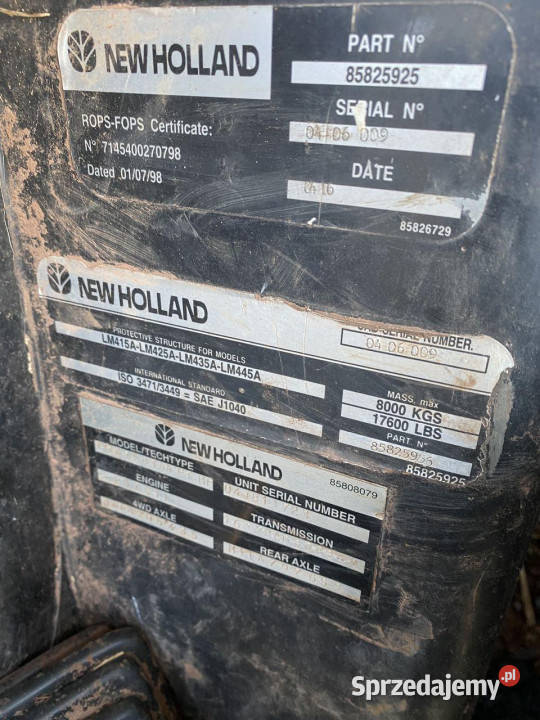 NEW HOLLAND
PART N°
85825925
SERIAL N°
04 06 009
ROPS-FOPS Certificate:
N° 7145400270798
Dated 01/07/98
DATE
85826729
NEW HOLLAND
CAB SERIAL NUMBER.
04 06 009
PROTECTIVE STRUCTURE FOR MODELS
LM415A-LM425A-LM435A-LM445A
INTERNATIONAL STANDARD
ISO 3471/3449 = SAE J1040
MASS. max
8000 KGS
17600 LBS
PART. N°
85825925
NEW HOLLAND
85808079
MODEL/TECHTYPE
UNIT SERIAL NUMBER
ENGINE
TRANSMISSION
4WD AXLE
REAR AXLE
Sprzedajemy.pl